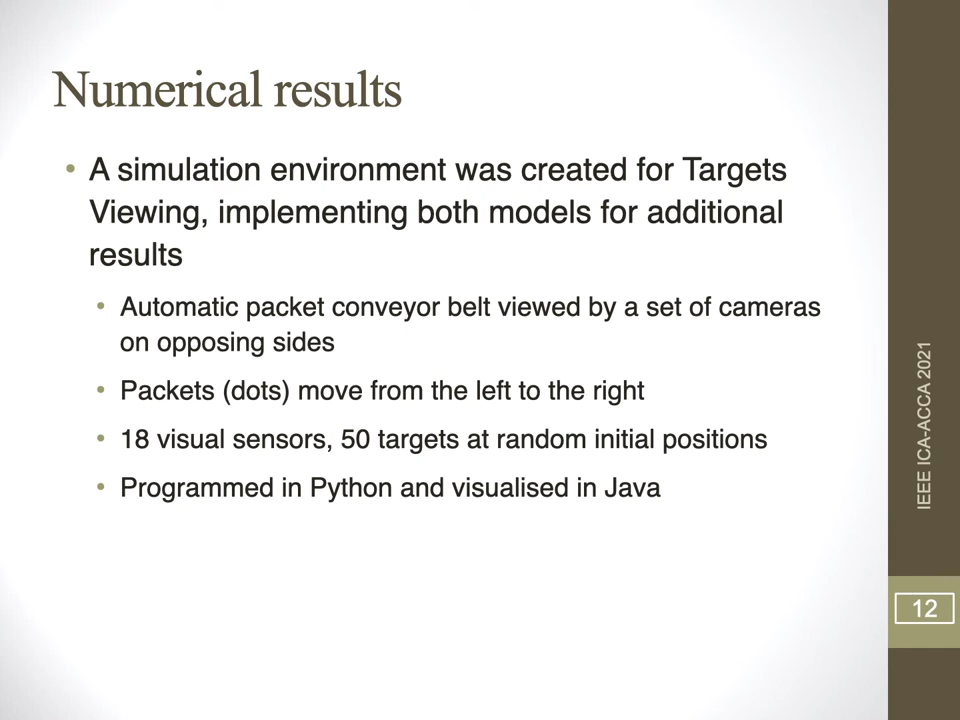 Numerical results
• A simulation environment was created for Targets
Viewing, implementing both models for additional
results
• Automatic packet conveyor belt viewed by a set of cameras
on opposing sides
• Packets (dots) move from the left to the right
• 18 visual sensors, 50 targets at random initial positions
• Programmed in Python and visualised in Java
IEEE ICA-ACCA 2021
12